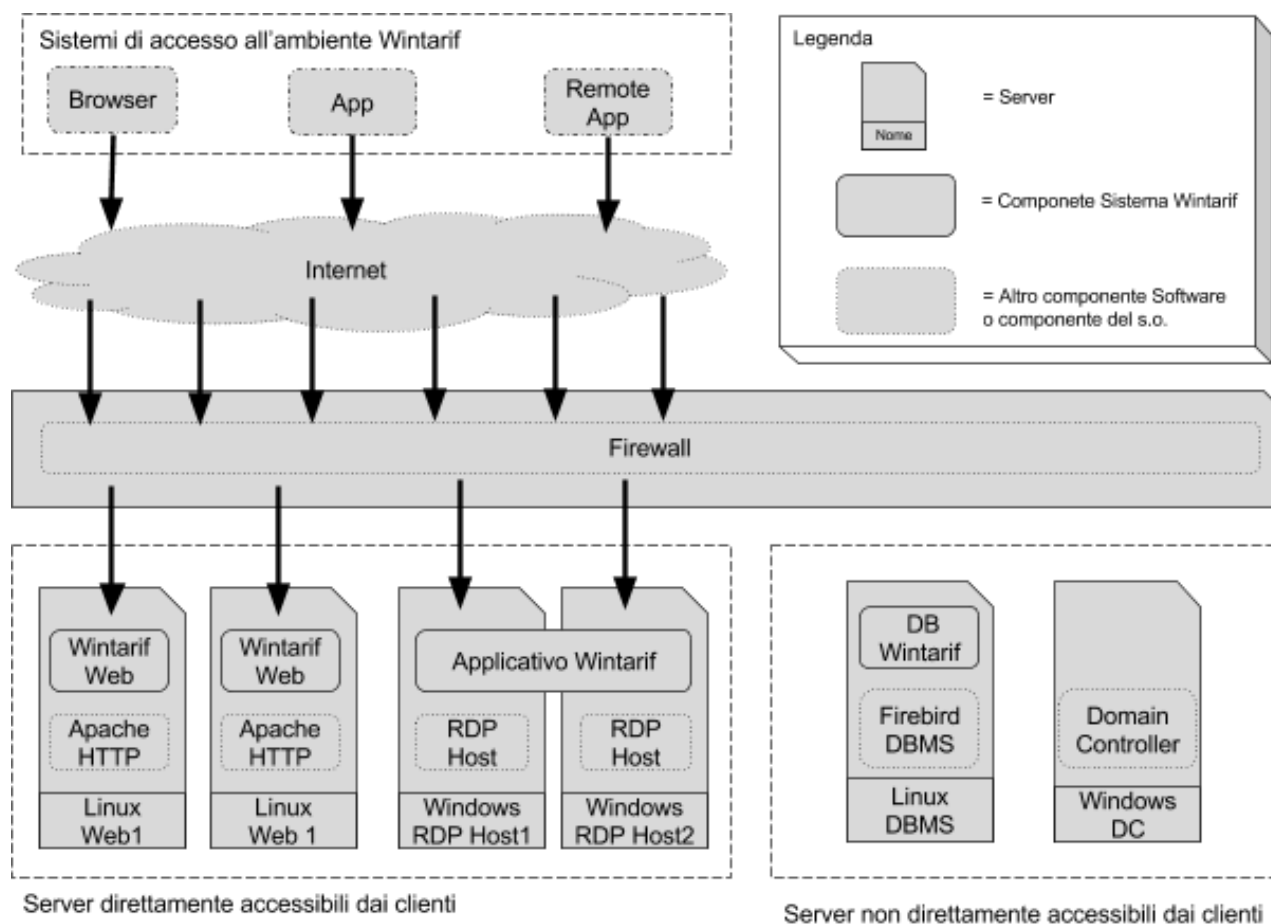 Sistemi di accesso all'ambiente Wintarif
Browser
App
Remote
App
Legenda
Nome
= Server
= Componete Sistema Wintarif
= Altro componente Software
o componente del s.o.
Internet
Firewall
Wintarif
Web
Apache
HTTP
Linux
Web1
Wintarif
Web
Apache
HTTP
Linux
Web 1
Applicativo Wintarif
RDP
Host
Windows
RDP Host1
RDP
Host
Windows
RDP Host2
DB
Wintarif
Firebird
DBMS
Linux
DBMS
Domain
Controller
Windows
DC
Server direttamente accessibili dai clienti
Server non direttamente accessibili dai clienti